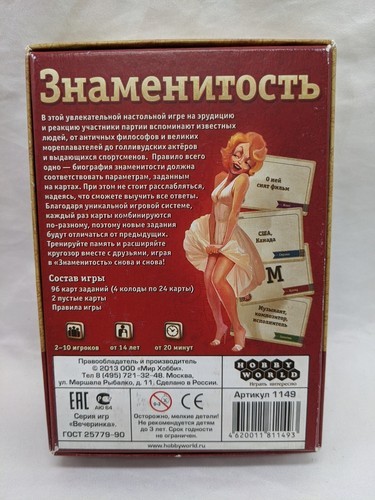 Знаменитость
В этой увлекательной настольной игре на эрудицию
и реакцию участники партии вспоминают известных
людей, от античных философов и великих
мореплавателей до голливудских актёров
и выдающихся спортсменов. Правило всего
одно — биография знаменитости должна
соответствовать параметрам, заданным
на картах. При этом не стоит расслабляться,
надеясь, что сможете выучить все ответы.
Благодаря уникальной игровой системе,
каждый раз карты комбинируются
по-разному, поэтому новые задания
будут отличаться от предыдущих.
Тренируйте память и расширяйте
кругозор вместе с друзьями, играя
в «Знаменитость» снова и снова!
О ней
снят фильм
США,
Канада
М
Музыкант,
композитор,
исполнитель
Состав игры
96 карт заданий (4 колоды по 24 карты)
2 пустые карты
Правила игры
2–10 игроков
от 14 лет
от 20 минут
Правообладатель и производитель
© 2013 ООО «Мир Хобби».
Тел 8 (495) 721-32-48. Москва,
ул. Маршала Рыбалко, д. 11. Сделано в России.
EAC
АЮ 64
CE
0-3
Серия игр
«Вечеринка».
ГОСТ 25779-90
Осторожно, мелкие детали!
Не рекомендуется детям
до 3 лет. Срок годности
не ограничен.
www.hobbyworld.ru
HOBBY
WORLD
Играть интересно
Артикул 1149
4620011811493